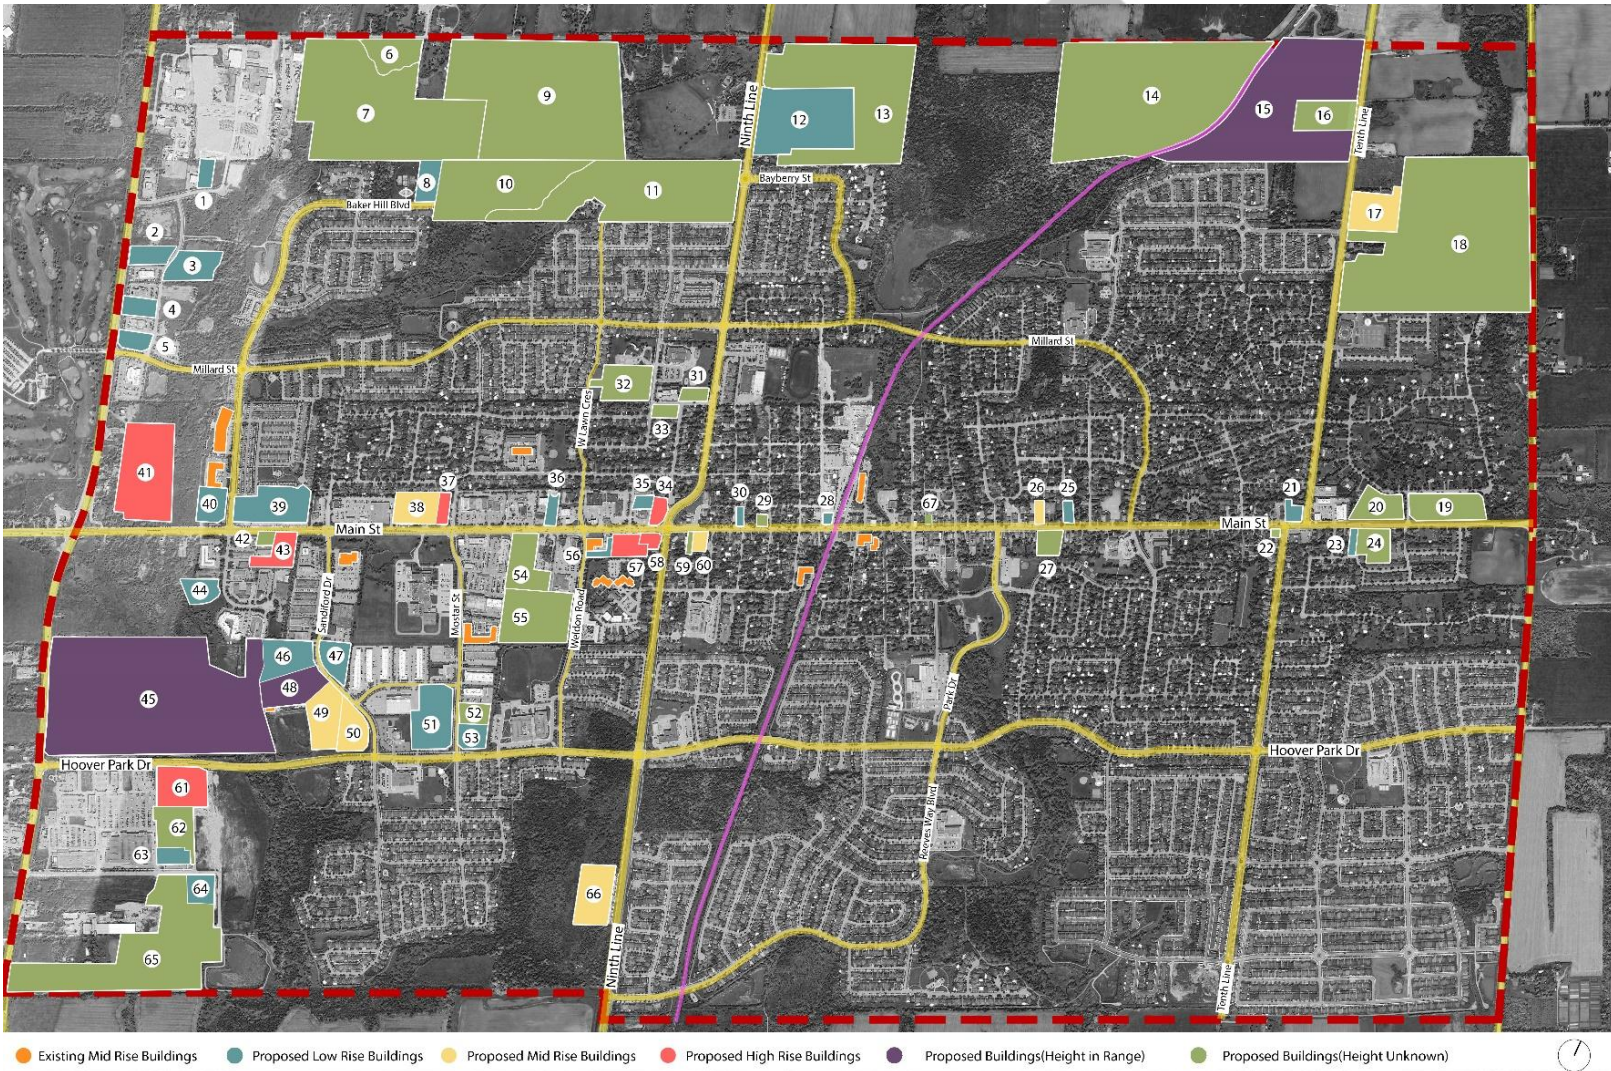 6
7
9
Ninth Line
12
13
14
15
16
Tenth Line
1
8
10
11
Bayberry St
Baker Hill Blvd
17
18
2
3
4
5
Millard St
Millard St
32
31
33
W Lawn Cres
41
40
39
38
37
36
35
34
30
29
28
67
26
25
21
20
19
Main St
Main St
42
43
44
56
57
58
59
60
27
22
23
24
54
55
Sandiford Dr
Mostar St
Weldon Road
45
46
47
48
49
50
51
52
53
Park Dr
Hoover Park Dr
Hoover Park Dr
61
62
63
64
65
66
Reeves Way Blvd
Ninth Line
Tenth Line
Existing Mid Rise Buildings
Proposed Low Rise Buildings
Proposed Mid Rise Buildings
Proposed High Rise Buildings
Proposed Buildings(Height in Range)
Proposed Buildings(Height Unknown)